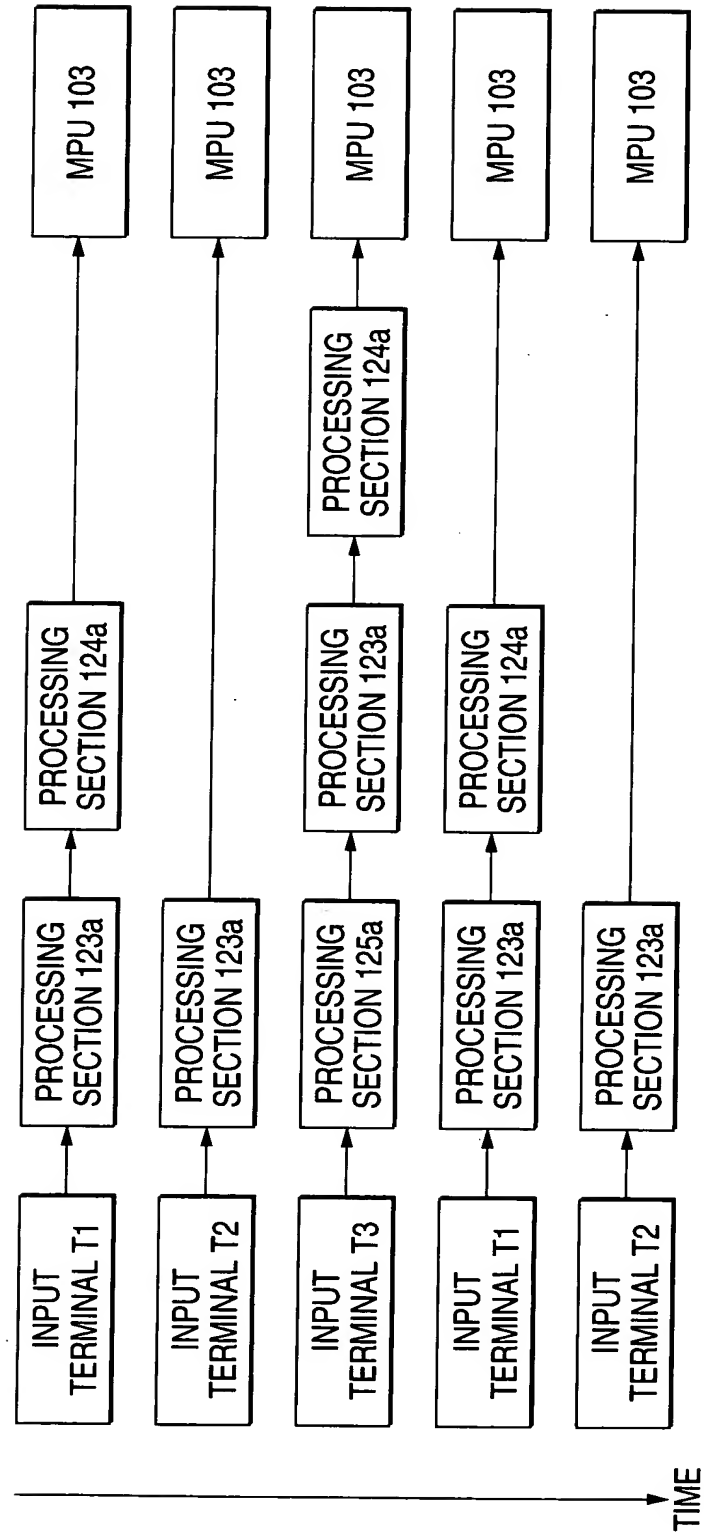 INPUT
TERMINAL T1
PROCESSING
SECTION 123a
PROCESSING
SECTION 124a
MPU 103
INPUT
TERMINAL T2
PROCESSING
SECTION 123a
MPU 103
INPUT
TERMINAL T3
PROCESSING
SECTION 125a
PROCESSING
SECTION 123a
PROCESSING
SECTION 124a
MPU 103
INPUT
TERMINAL T1
PROCESSING
SECTION 123a
PROCESSING
SECTION 124a
MPU 103
INPUT
TERMINAL T2
PROCESSING
SECTION 123a
MPU 103
TIME